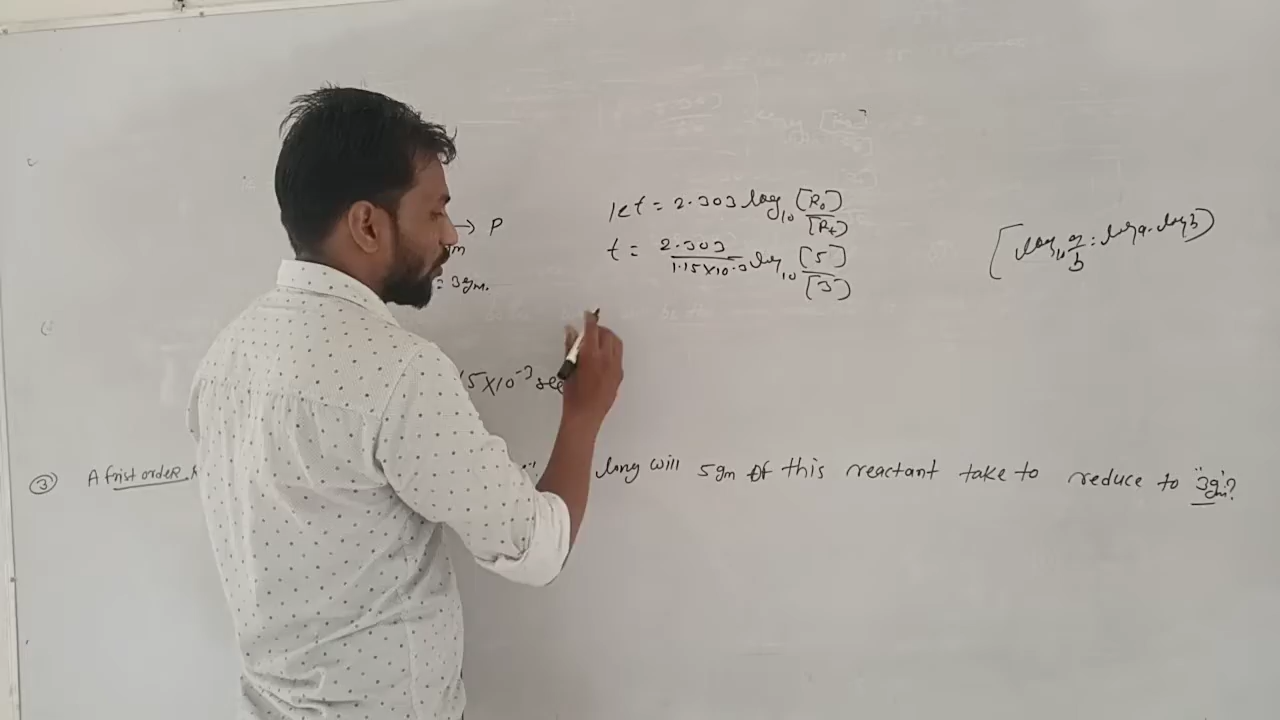 → P
= 3gm.
kt = 2.303 log10 [R0]/[Rt]
t = 2.303/1.15×10-3 log10 [5]/[3]
[log10 a/b = log a - log b)
5×10-3 sec
③ A frist order long will 5gm of this reactant take to reduce to "3gm"?